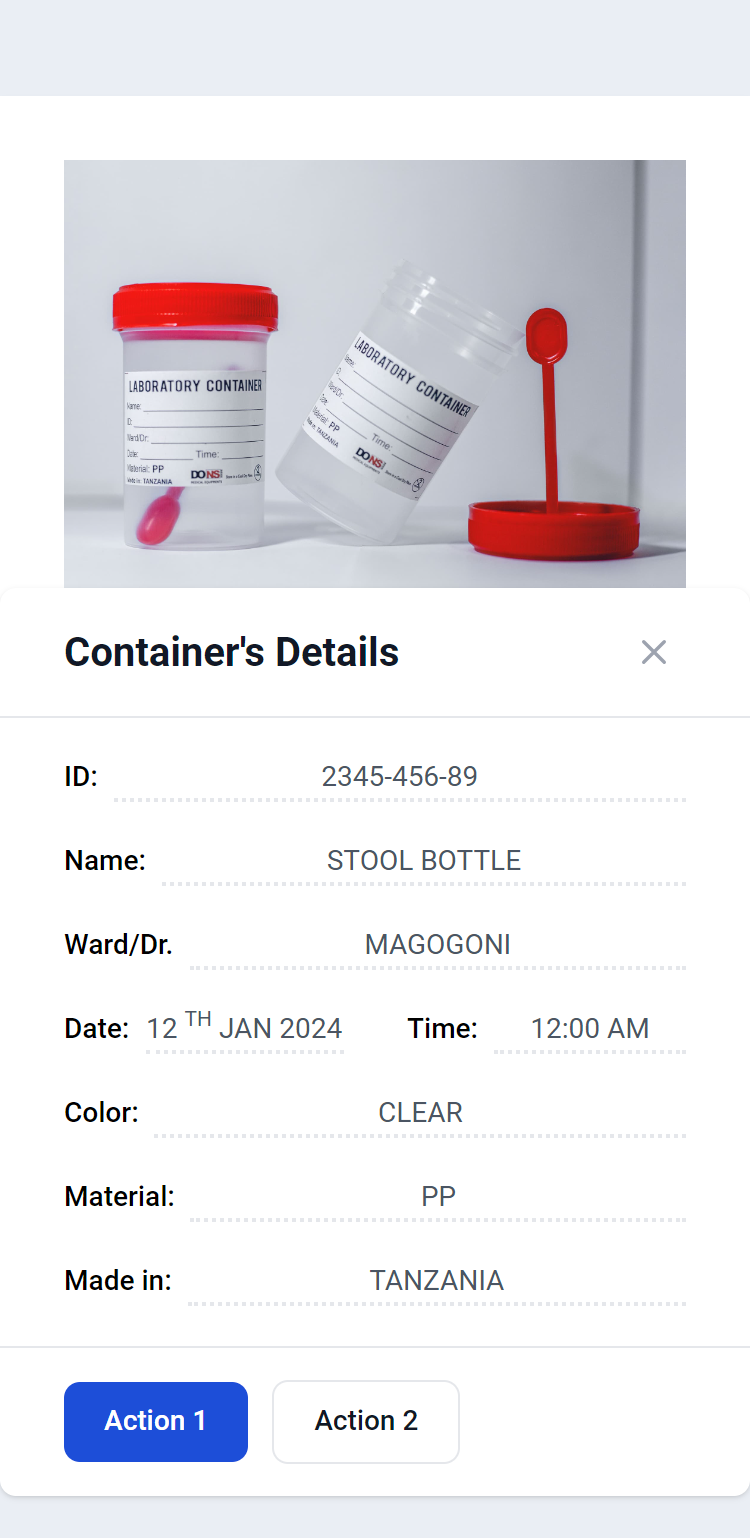 LABORATORY CONTAINER
Name:
ID:
Ward/Dr:
Date: Time:
Material: PP
Made in: TANZANIA
DONS
MEDICAL EQUIPMENTS
LABORATORY CONTAINER
Name:
ID:
Ward/Dr:
Date: Time:
Material: PP
Made in: TANZANIA
DONS
Container's Details
ID: 2345-456-89
Name: STOOL BOTTLE
Ward/Dr. MAGOGONI
Date: 12 TH JAN 2024 Time: 12:00 AM
Color: CLEAR
Material: PP
Made in: TANZANIA
Action 1 Action 2